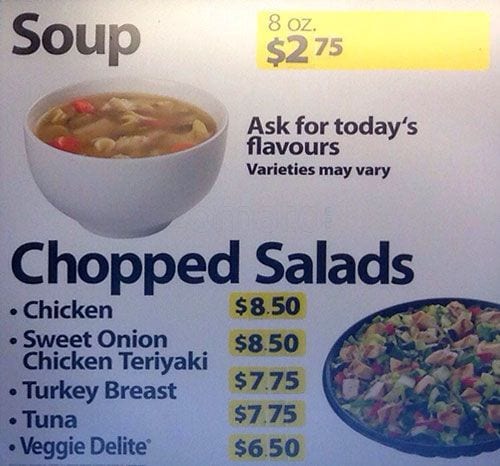 Soup
8 oz.
$2 75
Ask for today's
flavours
Varieties may vary
Chopped Salads
• Chicken $8.50
• Sweet Onion
Chicken Teriyaki $8.50
• Turkey Breast $7.75
• Tuna $7.75
• Veggie Delite® $6.50